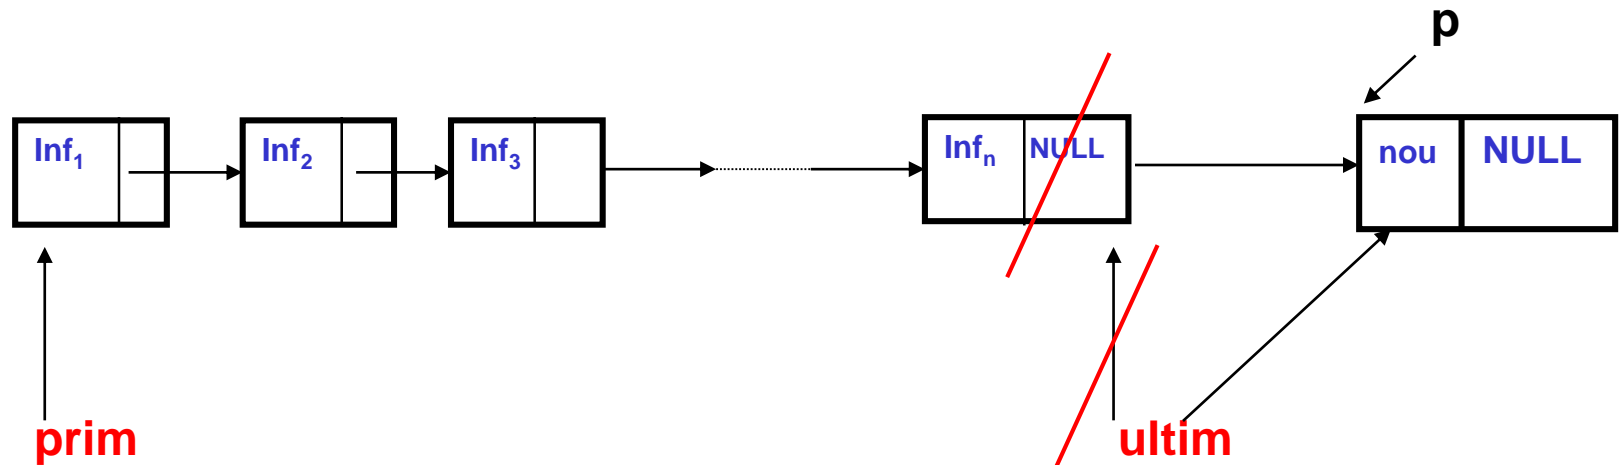 p
Inf₁ Inf₂ Inf₃ Infₙ NULL nou NULL
prim ultim